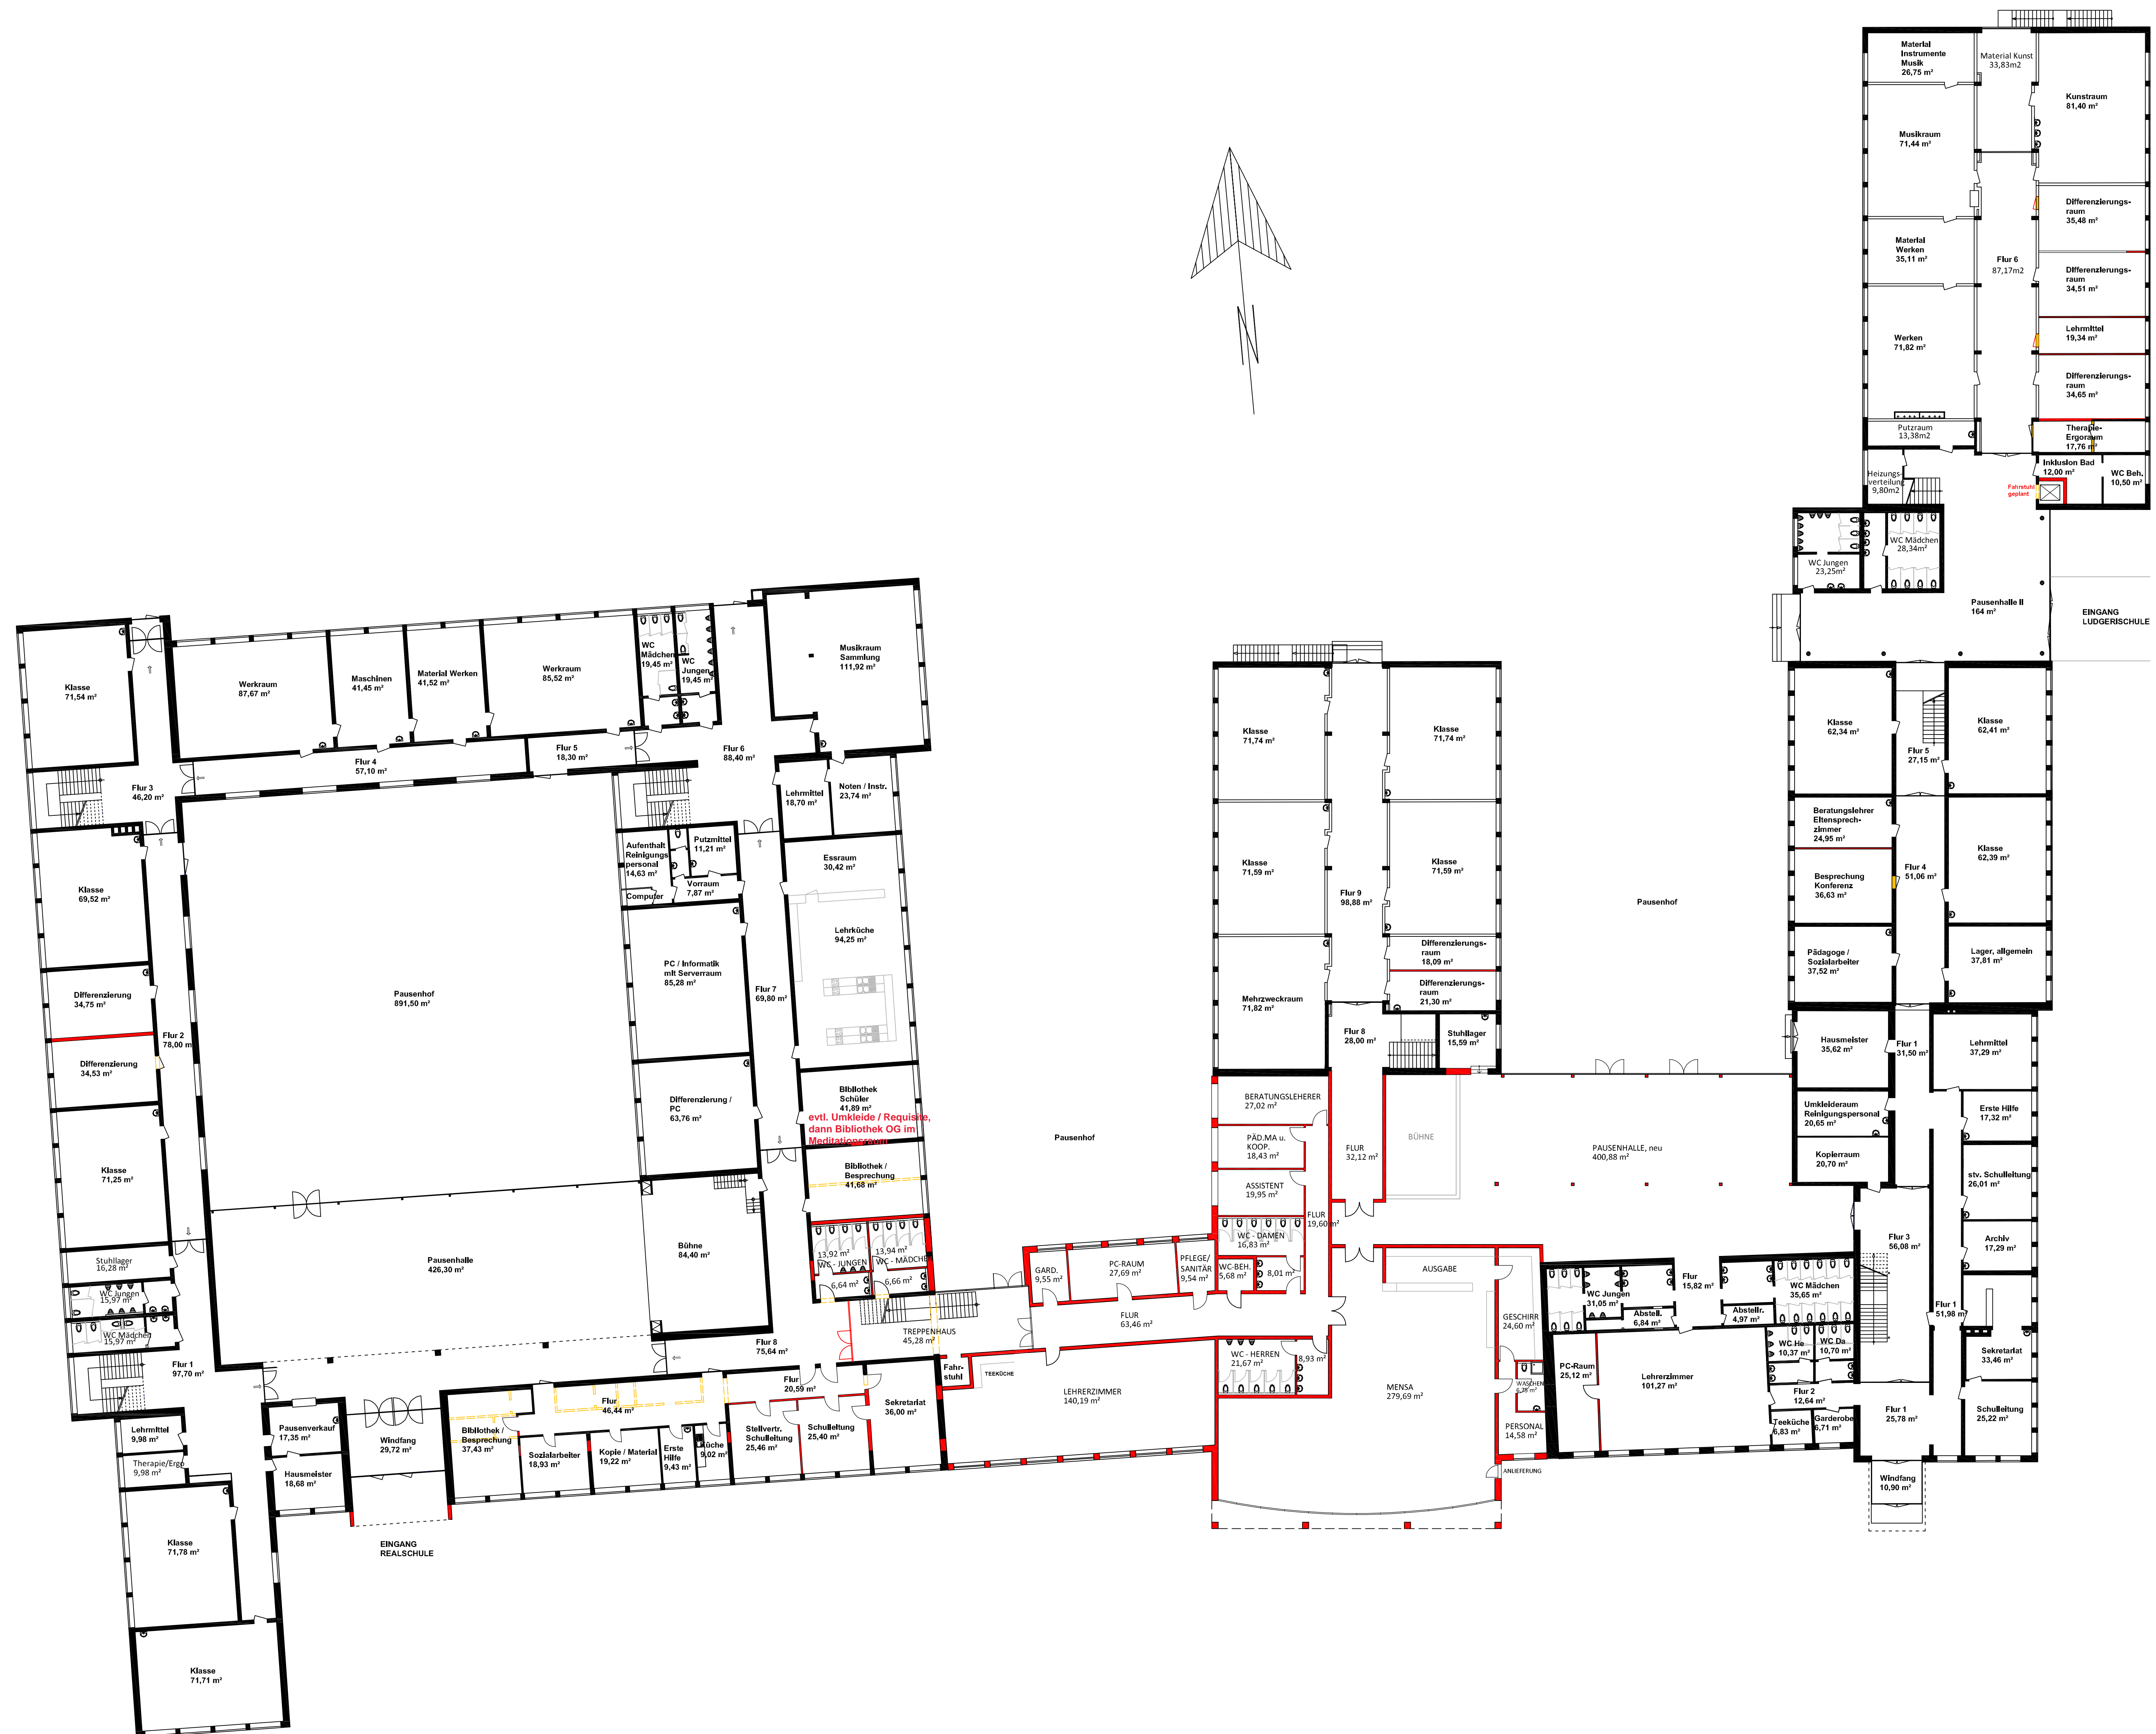 Material
Instrumente
Musik
26,75 m²
Material Kunst
33,83m2
Kunstraum
81,40 m²
Musikraum
71,44 m²
Differenzierungs-
raum
35,48 m²
Material
Werken
35,11 m²
Flur 6
87,17m2
Differenzierungs-
raum
34,51 m²
Werken
71,82 m²
Lehrmittel
19,34 m²
Differenzierungs-
raum
34,65 m²
Putzraum
13,38m2
Therapie-
Ergoraum
17,76 m²
Heizungs-
verteilung
9,80m2
Inklusion Bad
12,00 m²
WC Beh.
10,50 m²
Fahrstuhl
geplant
WC Jungen
23,25m²
WC Mädchen
28,34m²
Pausenhalle II
164 m²
EINGANG
LUDGERISCHULE
N
Klasse
71,54 m²
Werkraum
87,67 m²
Maschinen
41,45 m²
Material Werken
41,52 m²
Werkraum
85,52 m²
WC
Mädchen
19,45 m²
WC
Jungen
19,45 m²
Musikraum
Sammlung
111,92 m²
Flur 3
46,20 m²
Flur 4
57,10 m²
Flur 5
18,30 m²
Flur 6
88,40 m²
Lehrmittel
18,70 m²
Noten / Instr.
23,74 m²
Klasse
69,52 m²
Aufenthalt
Reinigungs
personal
14,63 m²
Computer
Putzmittel
11,21 m²
Vorraum
7,87 m²
Essraum
30,42 m²
Lehrküche
94,25 m²
PC / Informatik
mit Serverraum
85,28 m²
Flur 7
69,80 m²
Pausenhof
891,50 m²
Differenzierung
34,75 m²
Flur 2
78,00 m
Differenzierung
34,53 m²
Differenzierung /
PC
63,76 m²
Bibliothek
Schüler
41,89 m²
evtl. Umkleide / Requisite,
dann Bibliothek OG im
Meditationsraum
Klasse
71,25 m²
Bibliothek /
Besprechung
41,68 m²
Stuhllager
16,28 m²
WC Jungen
15,97 m²
WC Mädchen
15,97 m²
Pausenhalle
426,30 m²
Bühne
84,40 m²
13,92 m²
WC - JUNGEN
13,94 m²
WC - MÄDCHEN
6,64 m²
6,66 m²
Flur 1
97,70 m²
Flur 8
75,64 m²
TREPPENHAUS
45,28 m²
Flur
20,59 m²
Flur
46,44 m²
Lehrmittel
9,98 m²
Therapie/Ergo
9,98 m²
Pausenverkauf
17,35 m²
Hausmeister
18,68 m²
Windfang
29,72 m²
Bibliothek /
Besprechung
37,43 m²
Sozialarbeiter
18,93 m²
Kopie / Material
19,22 m²
Erste
Hilfe
9,43 m²
Küche
9,02 m²
Stellvertr.
Schulleitung
25,46 m²
Schulleitung
25,40 m²
Sekretariat
36,00 m²
Klasse
71,78 m²
Klasse
71,71 m²
EINGANG
REALSCHULE
Klasse
71,74 m²
Klasse
71,74 m²
Klasse
71,59 m²
Klasse
71,59 m²
Flur 9
98,88 m²
Mehrzweckraum
71,82 m²
Differenzierungs-
raum
18,09 m²
Differenzierungs-
raum
21,30 m²
Flur 8
28,00 m²
Stuhllager
15,59 m²
Pausenhof
Pausenhof
BERATUNGSLEHERER
27,02 m²
PÄD.MA u.
KOOP.
18,43 m²
ASSISTENT
19,95 m²
FLUR
32,12 m²
BÜHNE
PAUSENHALLE, neu
400,88 m²
FLUR
19,60 m²
WC - DAMEN
16,83 m²
GARD.
9,55 m²
PC-RAUM
27,69 m²
PFLEGE/
SANITÄR
9,54 m²
WC-BEH.
5,68 m²
8,01 m²
AUSGABE
FLUR
63,46 m²
GESCHIRR
24,60 m²
WC - HERREN
21,67 m²
8,93 m²
Fahr-
stuhl
TEEKÜCHE
LEHRERZIMMER
140,19 m²
MENSA
279,69 m²
WASCHEN
6,78 m²
PERSONAL
14,58 m²
ANLIEFERUNG
Klasse
62,34 m²
Klasse
62,41 m²
Flur 5
27,15 m²
Beratungslehrer
Elternsprech-
zimmer
24,95 m²
Klasse
62,39 m²
Flur 4
51,06 m²
Besprechung
Konferenz
36,63 m²
Pädagoge /
Sozialarbeiter
37,52 m²
Lager, allgemein
37,81 m²
Hausmeister
35,62 m²
Flur 1
31,50 m²
Lehrmittel
37,29 m²
Umkleideraum
Reinigungspersonal
20,65 m²
Erste Hilfe
17,32 m²
Kopierraum
20,70 m²
stv. Schulleitung
26,01 m²
Flur 3
56,08 m²
Archiv
17,29 m²
WC Jungen
31,05 m²
Flur
15,82 m²
WC Mädchen
35,65 m²
Abstell.
6,84 m²
Abstellr.
4,97 m²
Flur 1
51,98 m²
WC He
10,37 m²
WC Da
10,70 m²
Sekretariat
33,46 m²
PC-Raum
25,12 m²
Lehrerzimmer
101,27 m²
Flur 2
12,64 m²
Teeküche
6,83 m²
Garderobe
6,71 m²
Flur 1
25,78 m²
Schulleitung
25,22 m²
Windfang
10,90 m²